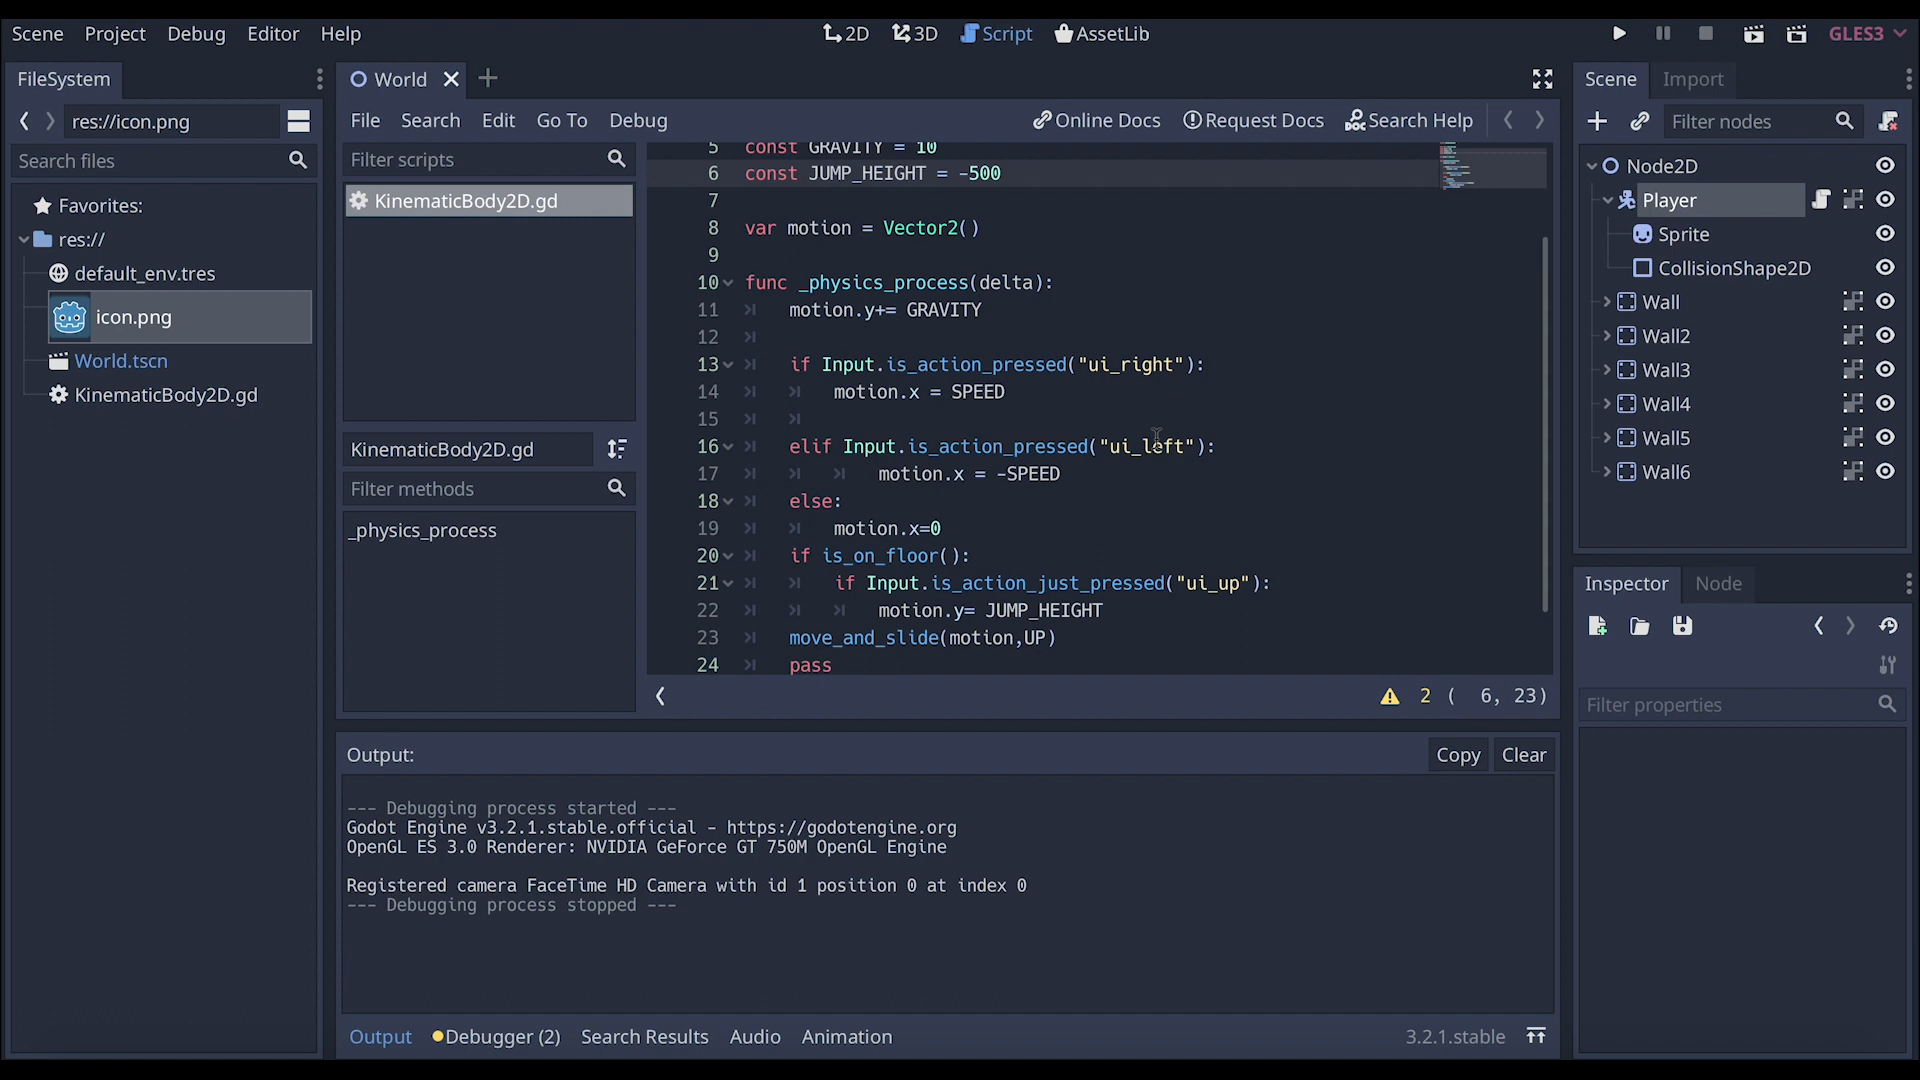 Scene Project Debug Editor Help 2D 3D Script AssetLib GLES3
FileSystem
res://icon.png
Search files
Favorites:
res://
default_env.tres
icon.png
World.tscn
KinematicBody2D.gd
World
File Search Edit Go To Debug Online Docs Request Docs Search Help
Filter scripts
KinematicBody2D.gd
KinematicBody2D.gd
Filter methods
_physics_process
5 const GRAVITY = 10
6 const JUMP_HEIGHT = -500
7
8 var motion = Vector2()
9
10 func _physics_process(delta):
11 motion.y+= GRAVITY
12
13 if Input.is_action_pressed("ui_right"):
14 motion.x = SPEED
15
16 elif Input.is_action_pressed("ui_left"):
17 motion.x = -SPEED
18 else:
19 motion.x=0
20 if is_on_floor():
21 if Input.is_action_just_pressed("ui_up"):
22 motion.y= JUMP_HEIGHT
23 move_and_slide(motion,UP)
24 pass
2 ( 6, 23)
Output:
Copy Clear
--- Debugging process started ---
Godot Engine v3.2.1.stable.official - https://godotengine.org
OpenGL ES 3.0 Renderer: NVIDIA GeForce GT 750M OpenGL Engine
Registered camera FaceTime HD Camera with id 1 position 0 at index 0
--- Debugging process stopped ---
Output Debugger (2) Search Results Audio Animation 3.2.1.stable
Scene Import
Filter nodes
Node2D
Player
Sprite
CollisionShape2D
Wall
Wall2
Wall3
Wall4
Wall5
Wall6
Inspector Node
Filter properties